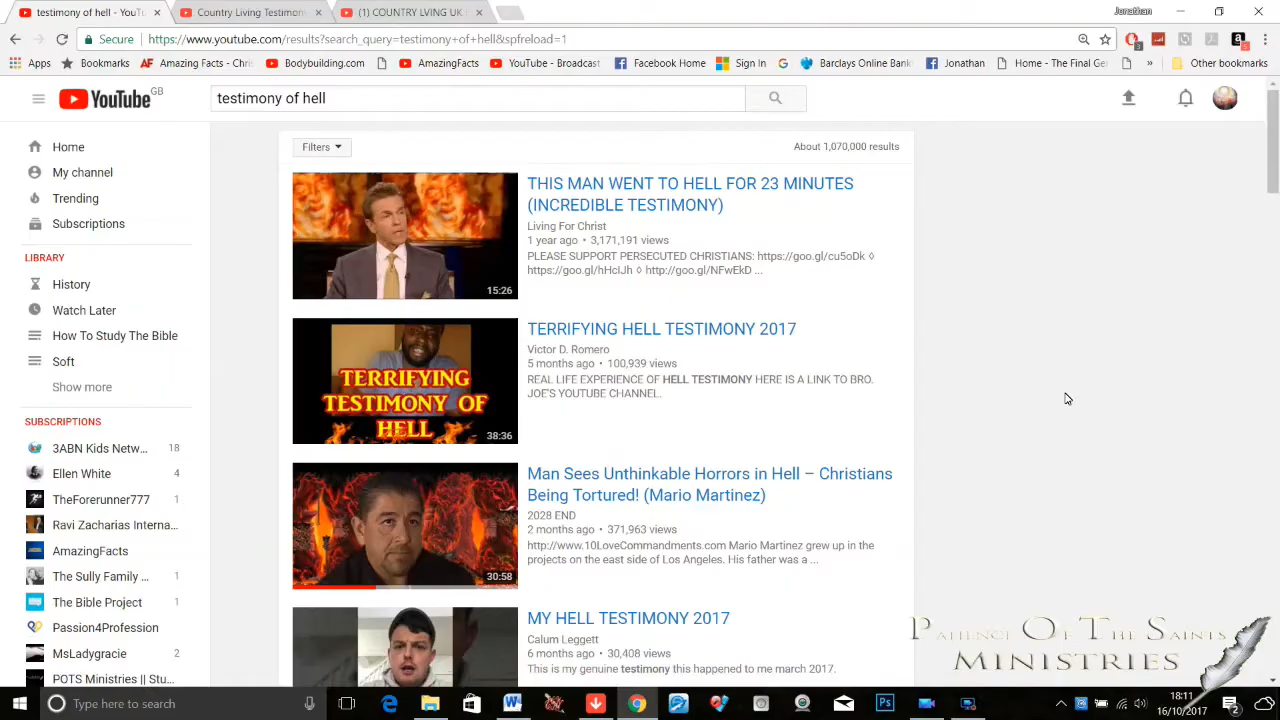 testimony of hell - YouTu
Country Living Testimon
(1) COUNTRY LIVING UK
Jonathan
Secure
https://www.youtube.com/results?search_query=testimony+of+hell&spfreload=1
Apps
Bookmarks
Amazing Facts - Chris
Bodybuilding.com
AmazingFacts
YouTube - Broadcast
Facebook Home
Sign In
Barclays Online Bank
Jonathan
Home - The Final Ge
Other bookmarks
YouTube GB
testimony of hell
Home
My channel
Trending
Subscriptions
LIBRARY
History
Watch Later
How To Study The Bible
Soft
Show more
SUBSCRIPTIONS
3ABN Kids Netw... 18
Ellen White 4
TheForerunner777 1
Ravi Zacharias Interna...
AmazingFacts
The Sully Family ... 1
The Bible Project 1
Passion4Profession
MsLadygracie 2
POTS Ministries || Stu...
Filters
About 1,070,000 results
15:26
THIS MAN WENT TO HELL FOR 23 MINUTES
(INCREDIBLE TESTIMONY)
Living For Christ
1 year ago • 3,171,191 views
PLEASE SUPPORT PERSECUTED CHRISTIANS: https://goo.gl/cu5oDk ◊
https://goo.gl/hHcIJh ◊ http://goo.gl/NFwEkD ...
TERRIFYING
TESTIMONY OF
HELL
38:36
TERRIFYING HELL TESTIMONY 2017
Victor D. Romero
5 months ago • 100,939 views
REAL LIFE EXPERIENCE OF HELL TESTIMONY HERE IS A LINK TO BRO.
JOE'S YOUTUBE CHANNEL.
30:58
Man Sees Unthinkable Horrors in Hell – Christians
Being Tortured! (Mario Martinez)
2028 END
2 months ago • 371,963 views
http://www.10LoveCommandments.com Mario Martinez grew up in the
projects on the east side of Los Angeles. His father was a ...
MY HELL TESTIMONY 2017
Calum Leggett
6 months ago • 30,408 views
This is my genuine testimony this happened to me march 2017.
PATIENCE OF THE SAINTS
MINISTRIES
Type here to search
18:11
16/10/2017
2